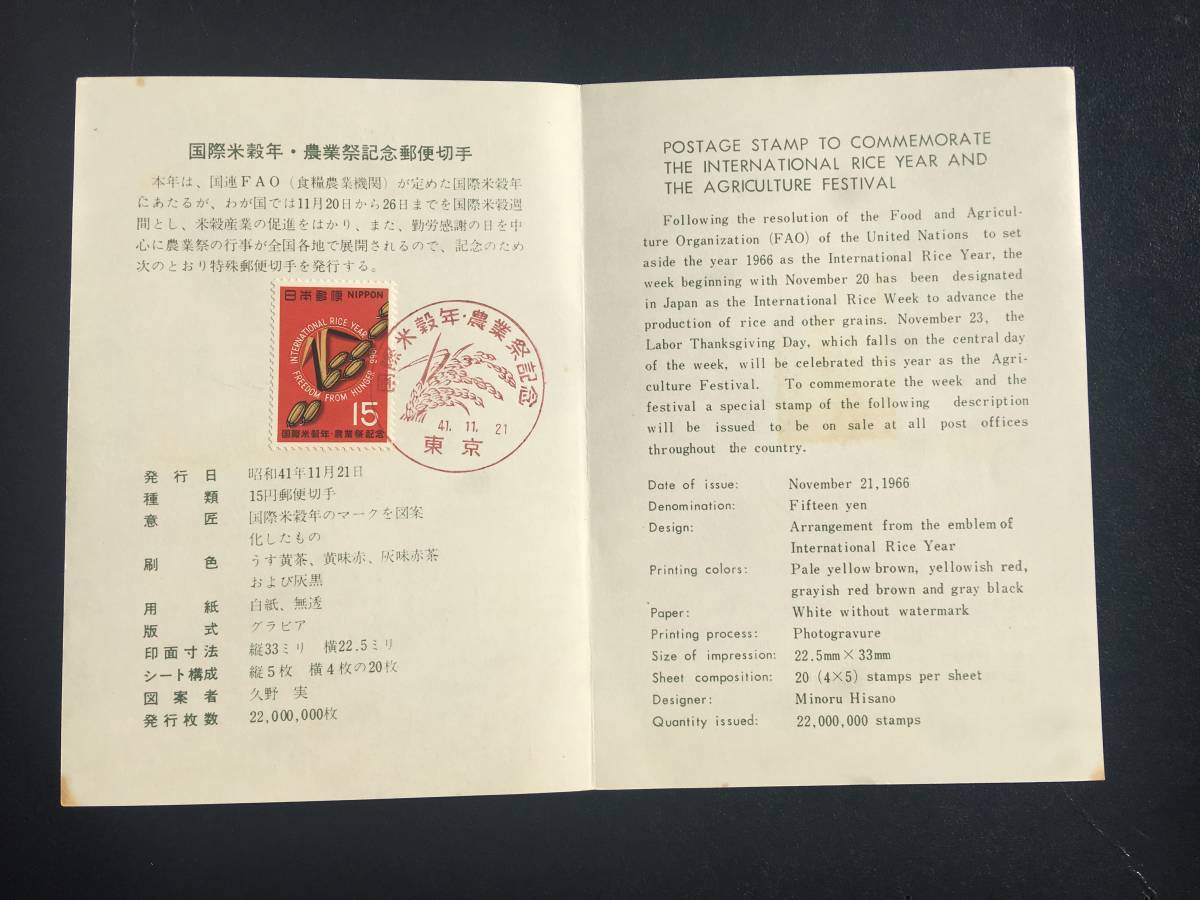 国際米穀年・農業祭記念郵便切手
本年は、国連FAO(食糧農業機関)が定めた国際米穀年
にあたるが、わが国では11月20日から26日までを国際米穀週
間とし、米穀産業の促進をはかり、また、勤労感謝の日を中
心に農業祭の行事が全国各地で展開されるので、記念のため
次のとおり特殊郵便切手を発行する。
日本郵便 NIPPON
INTERNATIONAL RICE YEAR 1966
FREEDOM FROM HUNGER
15
国際米穀年・農業祭記念
国際米穀年・農業祭記念
41. 11. 21
東京
発行日 昭和41年11月21日
種類 15円郵便切手
意匠 国際米穀年のマークを図案
化したもの
刷色 うす黄茶、黄味赤、灰味赤茶
および灰黒
用紙 白紙、無透
版式 グラビア
印面寸法 縦33ミリ 横22.5ミリ
シート構成 縦5枚 横4枚の20枚
図案者 久野 実
発行枚数 22,000,000枚
POSTAGE STAMP TO COMMEMORATE
THE INTERNATIONAL RICE YEAR AND
THE AGRICULTURE FESTIVAL
Following the resolution of the Food and Agricul-
ture Organization (FAO) of the United Nations to set
aside the year 1966 as the International Rice Year, the
week beginning with November 20 has been designated
in Japan as the International Rice Week to advance the
production of rice and other grains. November 23, the
Labor Thanksgiving Day, which falls on the central day
of the week, will be celebrated this year as the Agri-
culture Festival. To commemorate the week and the
festival a special stamp of the following description
will be issued to be on sale at all post offices
throughout the country.
Date of issue: November 21,1966
Denomination: Fifteen yen
Design: Arrangement from the emblem of
International Rice Year
Printing colors: Pale yellow brown, yellowish red,
grayish red brown and gray black
Paper: White without watermark
Printing process: Photogravure
Size of impression: 22.5mm×33mm
Sheet composition: 20 (4×5) stamps per sheet
Designer: Minoru Hisano
Quantity issued: 22,000,000 stamps